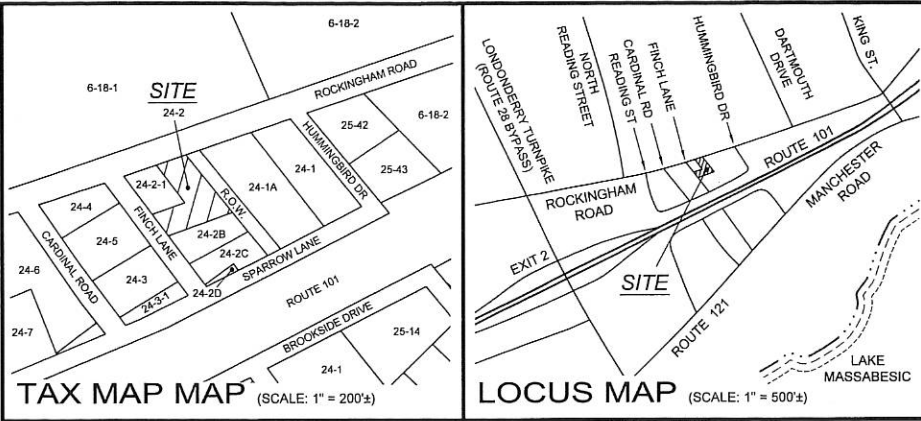 6-18-2
6-18-1
SITE
24-2
ROCKINGHAM ROAD
6-18-2
25-42
25-43
HUMMINGBIRD DR
24-1
24-1A
R.O.W.
24-2-1
24-4
FINCH LANE
24-2B
24-5
24-2C
SPARROW LANE
CARDINAL ROAD
24-3
24-6
24-2D
24-3-1
ROUTE 101
24-7
BROOKSIDE DRIVE
25-14
24-1
TAX MAP MAP (SCALE: 1" = 200'±)
LONDONDERRY TURNPIKE
(ROUTE 28 BYPASS)
NORTH
READING STREET
READING ST
CARDINAL RD
FINCH LANE
HUMMINGBIRD DR
DARTMOUTH
DRIVE
KING ST.
ROUTE 101
MANCHESTER
ROAD
ROCKINGHAM
ROAD
EXIT 2
SITE
ROUTE 121
LAKE
MASSABESIC
LOCUS MAP (SCALE: 1" = 500'±)